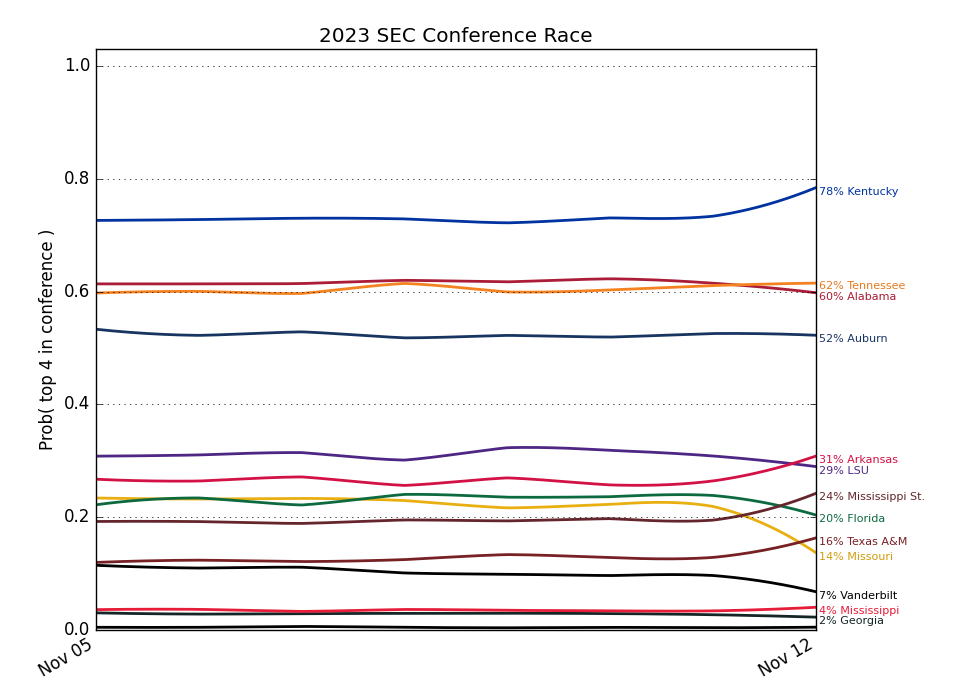 2023 SEC Conference Race
Prob( top 4 in conference )
1.0
0.8
0.6
0.4
0.2
0.0
Nov 05
Nov 12
78% Kentucky
62% Tennessee
60% Alabama
52% Auburn
31% Arkansas
29% LSU
24% Mississippi St.
20% Florida
16% Texas A&M
14% Missouri
7% Vanderbilt
4% Mississippi
2% Georgia